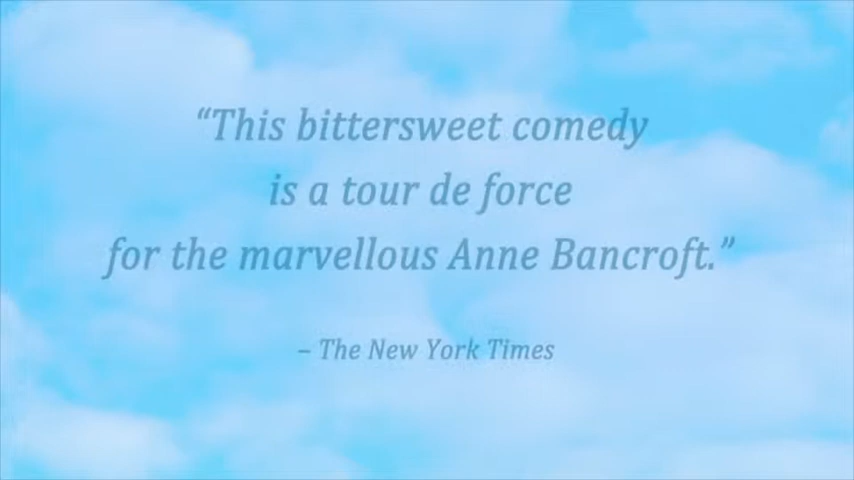 “This bittersweet comedy
is a tour de force
for the marvellous Anne Bancroft.”
– The New York Times